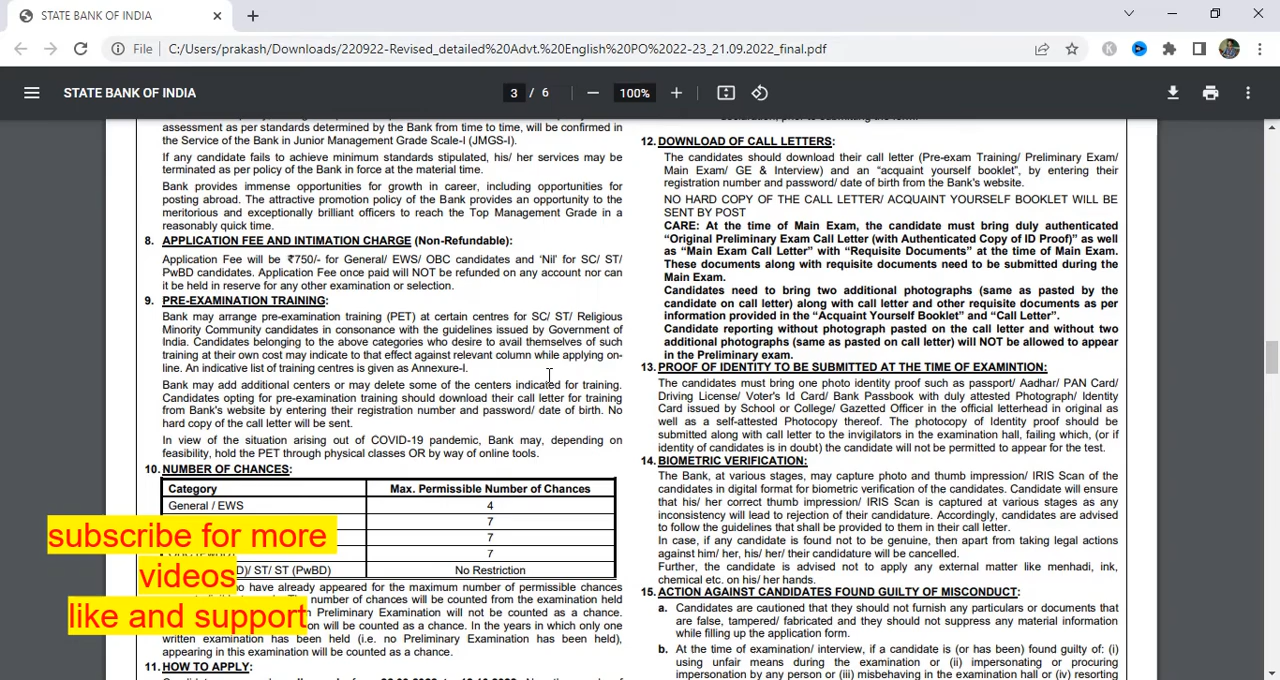 STATE BANK OF INDIA
File C:/Users/prakash/Downloads/220922-Revised_detailed%20Advt.%20English%20PO%202022-23_21.09.2022_final.pdf
K
STATE BANK OF INDIA
3 / 6
100%
assessment as per standards determined by the Bank from time to time, will be confirmed
in the Service of the Bank in Junior Management Grade Scale-I (JMGS-I).
If any candidate fails to achieve minimum standards stipulated, his/ her services may be
terminated as per policy of the Bank in force at the material time.
Bank provides immense opportunities for growth in career, including opportunities for
posting abroad. The attractive promotion policy of the Bank provides an opportunity to the
meritorious and exceptionally brilliant officers to reach the Top Management Grade in a
reasonably quick time.
8. APPLICATION FEE AND INTIMATION CHARGE (Non-Refundable):
Application Fee will be ₹750/- for General/ EWS/ OBC candidates and ‘Nil’ for SC/ ST/
PwBD candidates. Application Fee once paid will NOT be refunded on any account nor can
it be held in reserve for any other examination or selection.
9. PRE-EXAMINATION TRAINING:
Bank may arrange pre-examination training (PET) at certain centres for SC/ ST/ Religious
Minority Community candidates in consonance with the guidelines issued by Government of
India. Candidates belonging to the above categories who desire to avail themselves of such
training at their own cost may indicate to that effect against relevant column while applying on-
line. An indicative list of training centres is given as Annexure-I.
Bank may add additional centers or may delete some of the centers indicated for training.
Candidates opting for pre-examination training should download their call letter for training
from Bank's website by entering their registration number and password/ date of birth. No
hard copy of the call letter will be sent.
In view of the situation arising out of COVID-19 pandemic, Bank may, depending on
feasibility, hold the PET through physical classes OR by way of online tools.
10. NUMBER OF CHANCES:
Category Max. Permissible Number of Chances
General / EWS 4
7
7
7
ST/ ST (PwBD) No Restriction
have already appeared for the maximum number of permissible chances
number of chances will be counted from the examination held
Preliminary Examination will not be counted as a chance.
will be counted as a chance. In the years in which only one
written examination has been held (i.e. no Preliminary Examination has been held),
appearing in this examination will be counted as a chance.
11. HOW TO APPLY:
12. DOWNLOAD OF CALL LETTERS:
The candidates should download their call letter (Pre-exam Training/ Preliminary Exam/
Main Exam/ GE & Interview) and an “acquaint yourself booklet”, by entering their
registration number and password/ date of birth from the Bank's website.
NO HARD COPY OF THE CALL LETTER/ ACQUAINT YOURSELF BOOKLET WILL BE
SENT BY POST
CARE: At the time of Main Exam, the candidate must bring duly authenticated
“Original Preliminary Exam Call Letter (with Authenticated Copy of ID Proof)” as well
as “Main Exam Call Letter” with “Requisite Documents” at the time of Main Exam.
These documents along with requisite documents need to be submitted during the
Main Exam.
Candidates need to bring two additional photographs (same as pasted by the
candidate on call letter) along with call letter and other requisite documents as per
information provided in the “Acquaint Yourself Booklet” and “Call Letter”.
Candidate reporting without photograph pasted on the call letter and without two
additional photographs (same as pasted on call letter) will NOT be allowed to appear
in the Preliminary exam.
13. PROOF OF IDENTITY TO BE SUBMITTED AT THE TIME OF EXAMINTION:
The candidates must bring one photo identity proof such as passport/ Aadhar/ PAN Card/
Driving License/ Voter's Id Card/ Bank Passbook with duly attested Photograph/ Identity
Card issued by School or College/ Gazetted Officer in the official letterhead in original as
well as a self-attested Photocopy thereof. The photocopy of Identity proof should be
submitted along with call letter to the invigilators in the examination hall, failing which, (or if
identity of candidates is in doubt) the candidate will not be permitted to appear for the test.
14. BIOMETRIC VERIFICATION:
The Bank, at various stages, may capture photo and thumb impression/ IRIS Scan of the
candidates in digital format for biometric verification of the candidates. Candidate will ensure
that his/ her correct thumb impression/ IRIS Scan is captured at various stages as any
inconsistency will lead to rejection of their candidature. Accordingly, candidates are advised
to follow the guidelines that shall be provided to them in their call letter.
In case, if any candidate is found not to be genuine, then apart from taking legal actions
against him/ her, his/ her/ their candidature will be cancelled.
Further, the candidate is advised not to apply any external matter like menhadi, ink,
chemical etc. on his/ her hands.
15. ACTION AGAINST CANDIDATES FOUND GUILTY OF MISCONDUCT:
a. Candidates are cautioned that they should not furnish any particulars or documents that
are false, tampered/ fabricated and they should not suppress any material information
while filling up the application form.
b. At the time of examination/ interview, if a candidate is (or has been) found guilty of: (i)
using unfair means during the examination or (ii) impersonating or procuring
impersonation by any person or (iii) misbehaving in the examination hall or (iv) resorting
subscribe for more
videos
like and support